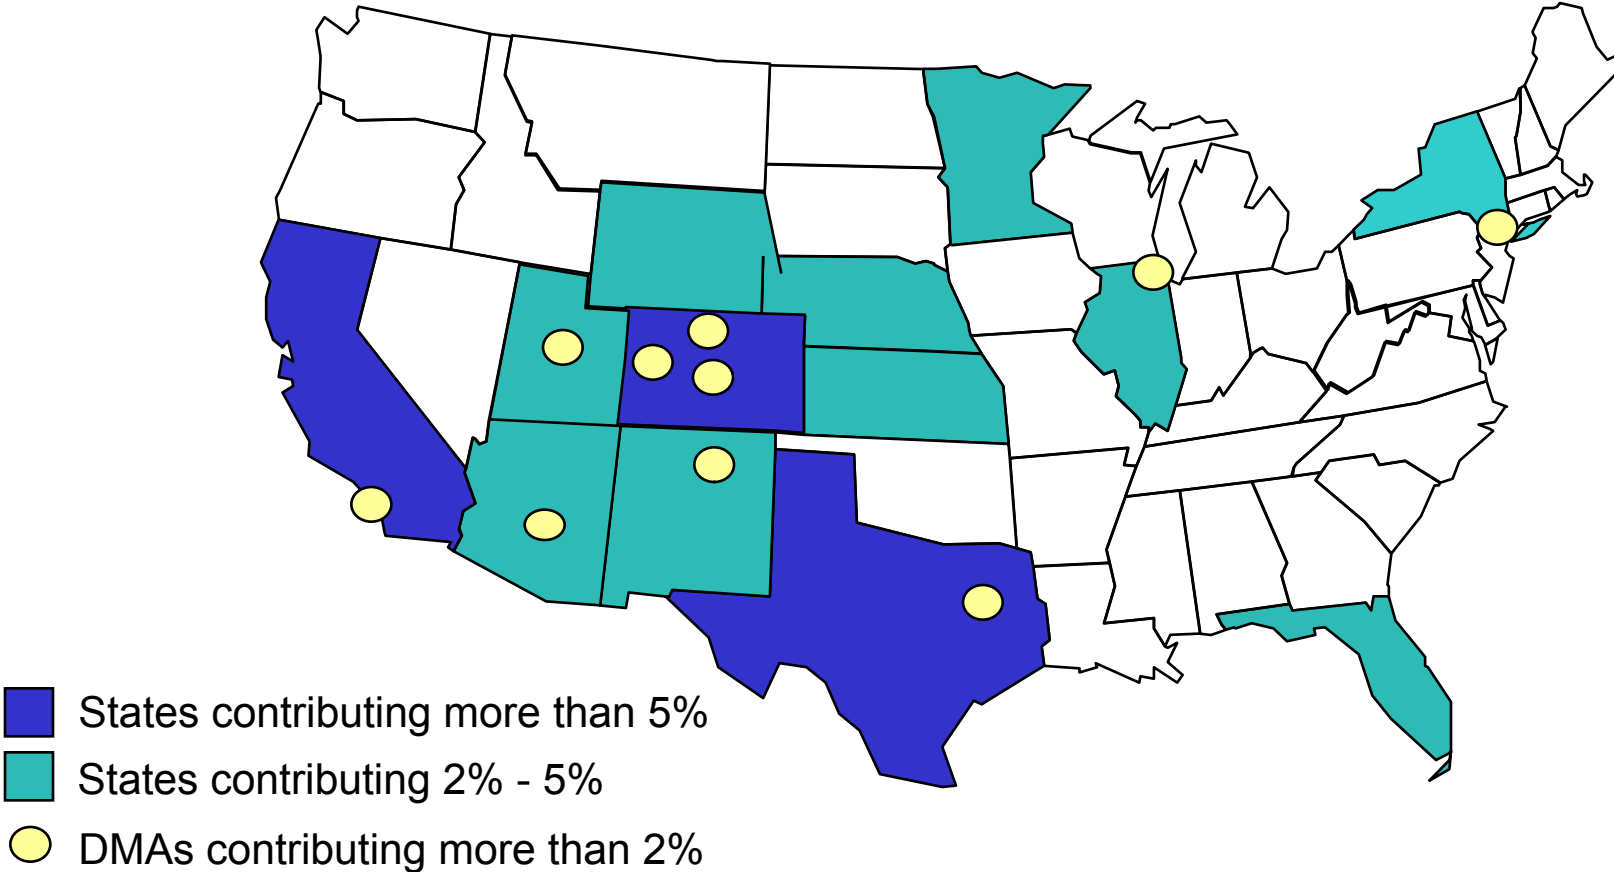 States contributing more than 5%
States contributing 2% - 5%
DMAs contributing more than 2%